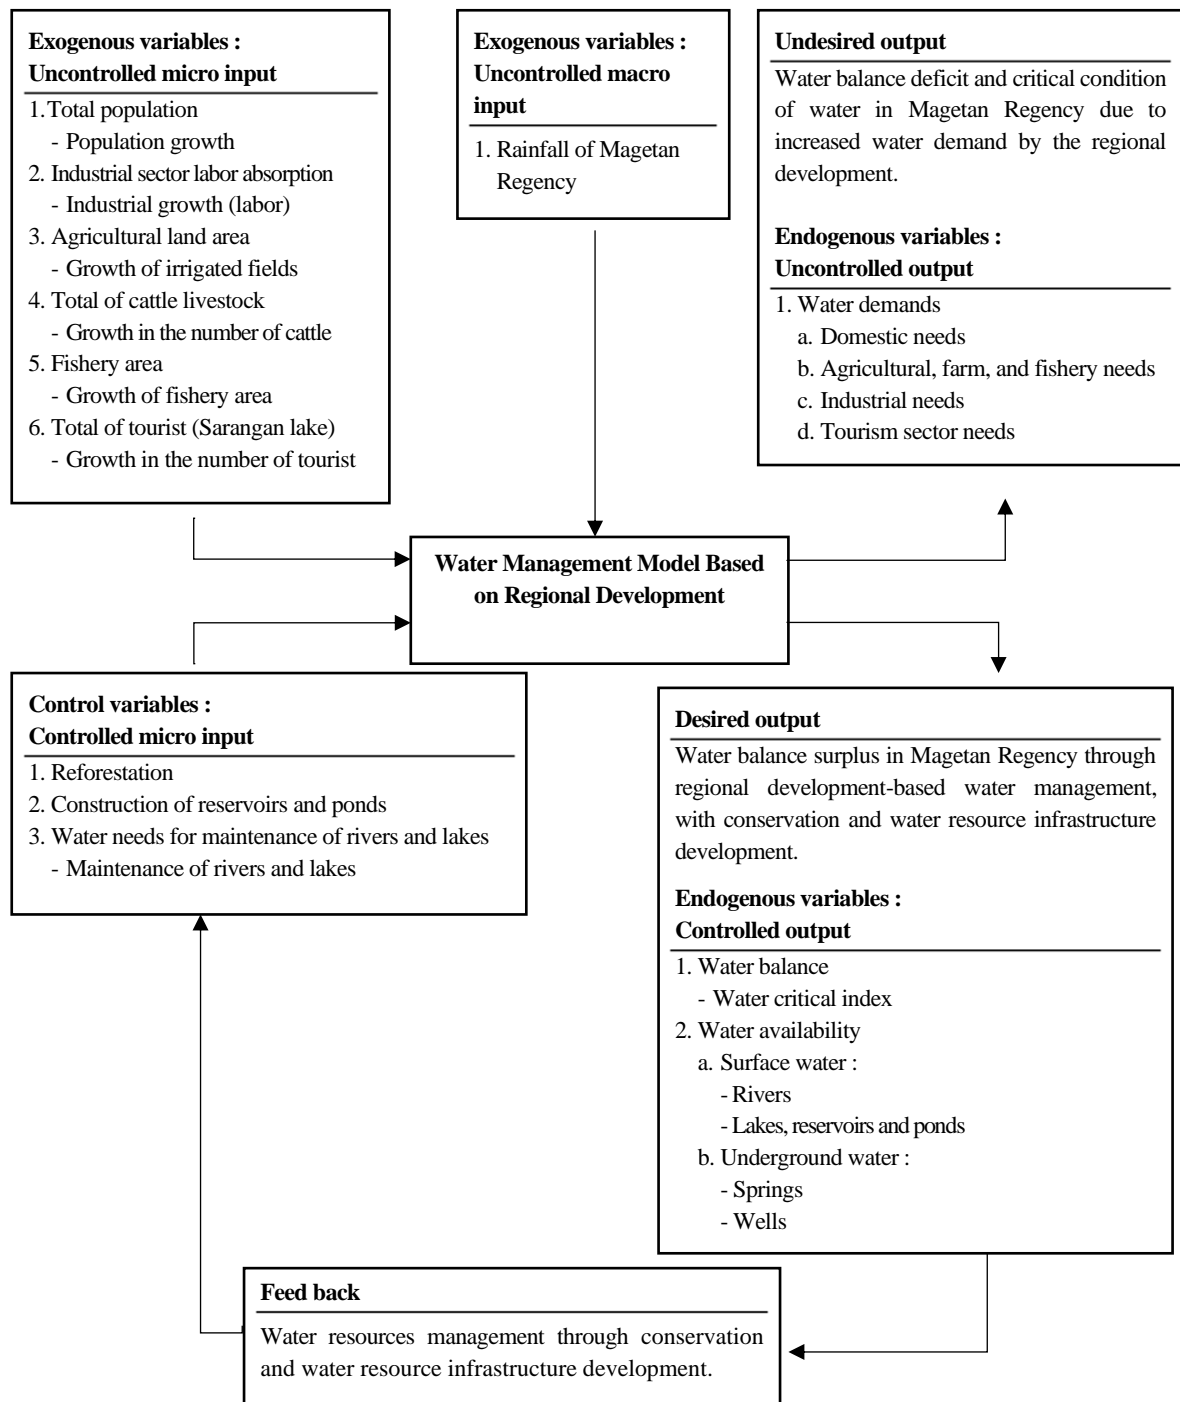 Exogenous variables :
Uncontrolled micro input
1.Total population
- Population growth
2. Industrial sector labor absorption
- Industrial growth (labor)
3. Agricultural land area
- Growth of irrigated fields
4. Total of cattle livestock
- Growth in the number of cattle
5. Fishery area
- Growth of fishery area
6. Total of tourist (Sarangan lake)
- Growth in the number of tourist
Exogenous variables :
Uncontrolled macro
input
1. Rainfall of Magetan
Regency
Undesired output
Water balance deficit and critical condition
of water in Magetan Regency due to
increased water demand by the regional
development.
Endogenous variables :
Uncontrolled output
1. Water demands
a. Domestic needs
b. Agricultural, farm, and fishery needs
c. Industrial needs
d. Tourism sector needs
Water Management Model Based
on Regional Development
Control variables :
Controlled micro input
1. Reforestation
2. Construction of reservoirs and ponds
3. Water needs for maintenance of rivers and lakes
- Maintenance of rivers and lakes
Desired output
Water balance surplus in Magetan Regency through
regional development-based water management,
with conservation and water resource infrastructure
development.
Endogenous variables :
Controlled output
1. Water balance
- Water critical index
2. Water availability
a. Surface water :
- Rivers
- Lakes, reservoirs and ponds
b. Underground water :
- Springs
- Wells
Feed back
Water resources management through conservation
and water resource infrastructure development.